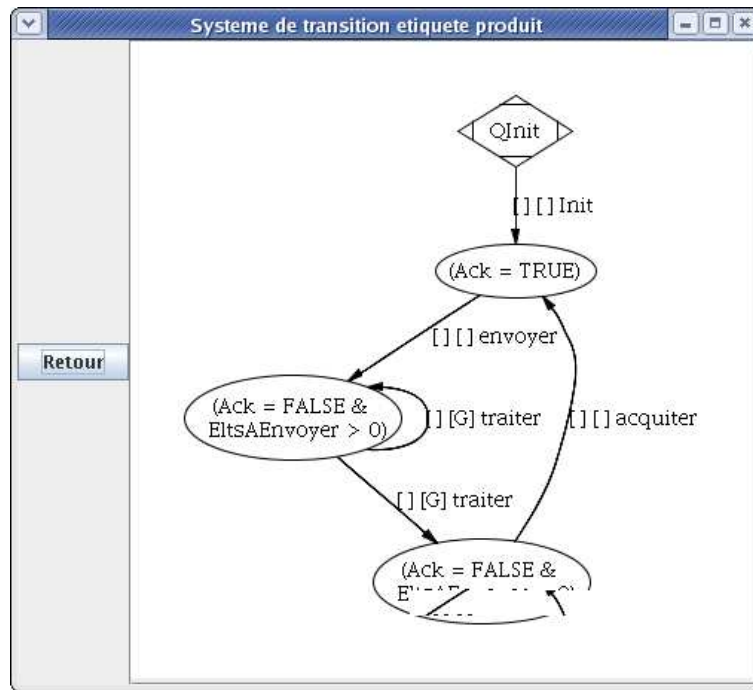 Systeme de transition etiquete produit
QInit
[ ] [ ] Init
(Ack = TRUE)
[ ] [ ] envoyer
Retour
(Ack = FALSE &
EltsAEnvoyer > 0)
[ ] [G] traiter
[ ] [ ] acquiter
[ ] [G] traiter
(Ack = FALSE &